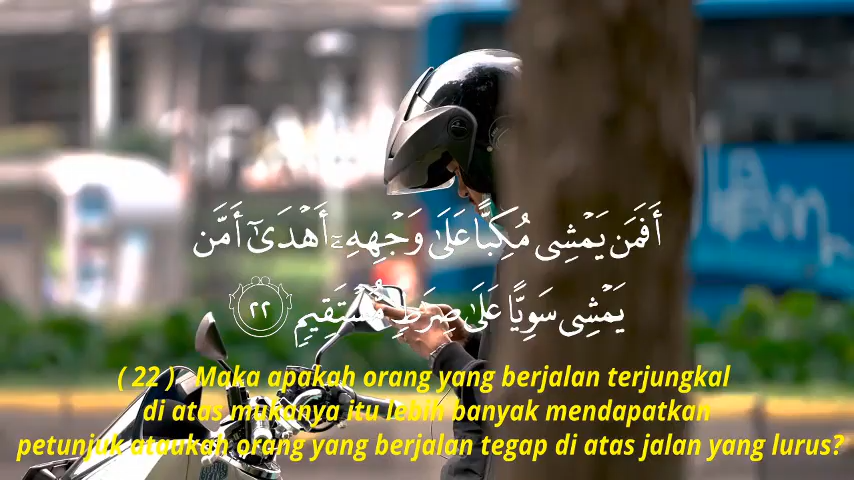 أَفَمَن يَمْشِى مُكِبًّا عَلَىٰ وَجْهِهِۦٓ أَهْدَىٰٓ أَمَّن
يَمْشِى سَوِيًّا عَلَىٰ صِرَٰطٍ مُّسْتَقِيمٍ ٢٢
( 22 ) Maka apakah orang yang berjalan terjungkal
di atas mukanya itu lebih banyak mendapatkan
petunjuk ataukah orang yang berjalan tegap di atas jalan yang lurus?